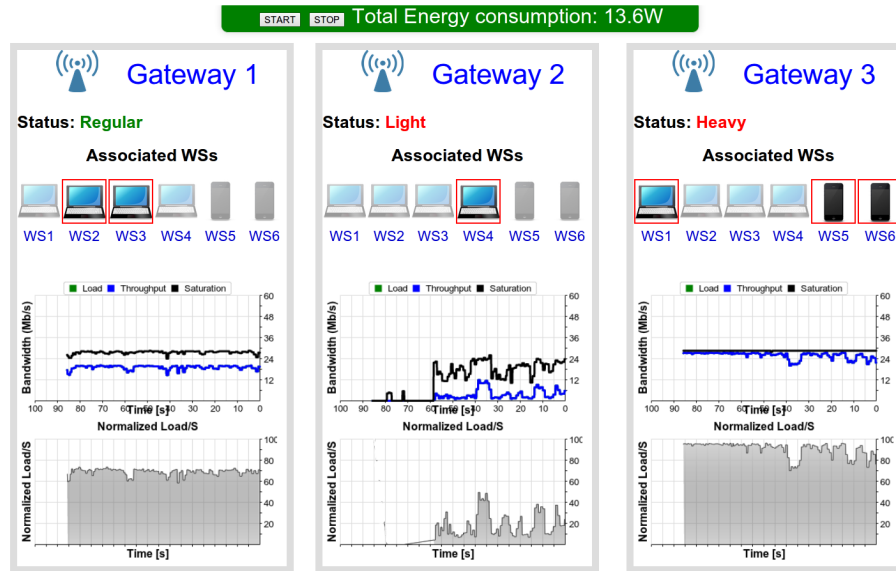 START STOP Total Energy consumption: 13.6W
Gateway 1
Status: Regular
Associated WSs
WS1 WS2 WS3 WS4 WS5 WS6
Load Throughput Saturation
Bandwidth (Mb/s)
60
48
36
24
12
100 90 80 70 60 50 40 30 20 10 0
Time [s]
Normalized Load/S
Normalized Load/S
100
80
60
40
20
Time [s]
Gateway 2
Status: Light
Associated WSs
WS1 WS2 WS3 WS4 WS5 WS6
Load Throughput Saturation
Bandwidth (Mb/s)
60
48
36
24
12
100 90 80 70 60 50 40 30 20 10 0
Time [s]
Normalized Load/S
Normalized Load/S
100
80
60
40
20
Time [s]
Gateway 3
Status: Heavy
Associated WSs
WS1 WS2 WS3 WS4 WS5 WS6
Load Throughput Saturation
Bandwidth (Mb/s)
60
48
36
24
12
100 90 80 70 60 50 40 30 20 10 0
Time [s]
Normalized Load/S
Normalized Load/S
100
80
60
40
20
Time [s]